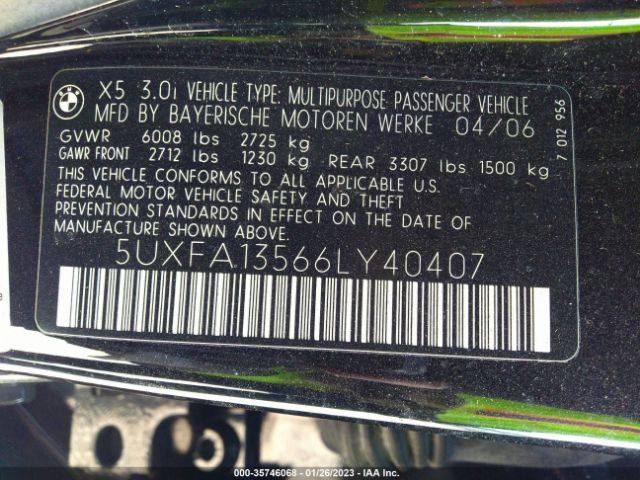 BMW
X5 3.0i VEHICLE TYPE: MULTIPURPOSE PASSENGER VEHICLE
MFD BY BAYERISCHE MOTOREN WERKE 04/06
GVWR 6008 lbs 2725 kg
GAWR FRONT 2712 lbs 1230 kg REAR 3307 lbs 1500 kg
THIS VEHICLE CONFORMS TO ALL APPLICABLE U.S.
FEDERAL MOTOR VEHICLE SAFETY AND THEFT
PREVENTION STANDARDS IN EFFECT ON THE DATE OF
MANUFACTURE SHOWN ABOVE.
5UXFA13566LY40407
7 012 956
000-35746068 - 01/26/2023 - IAA Inc.